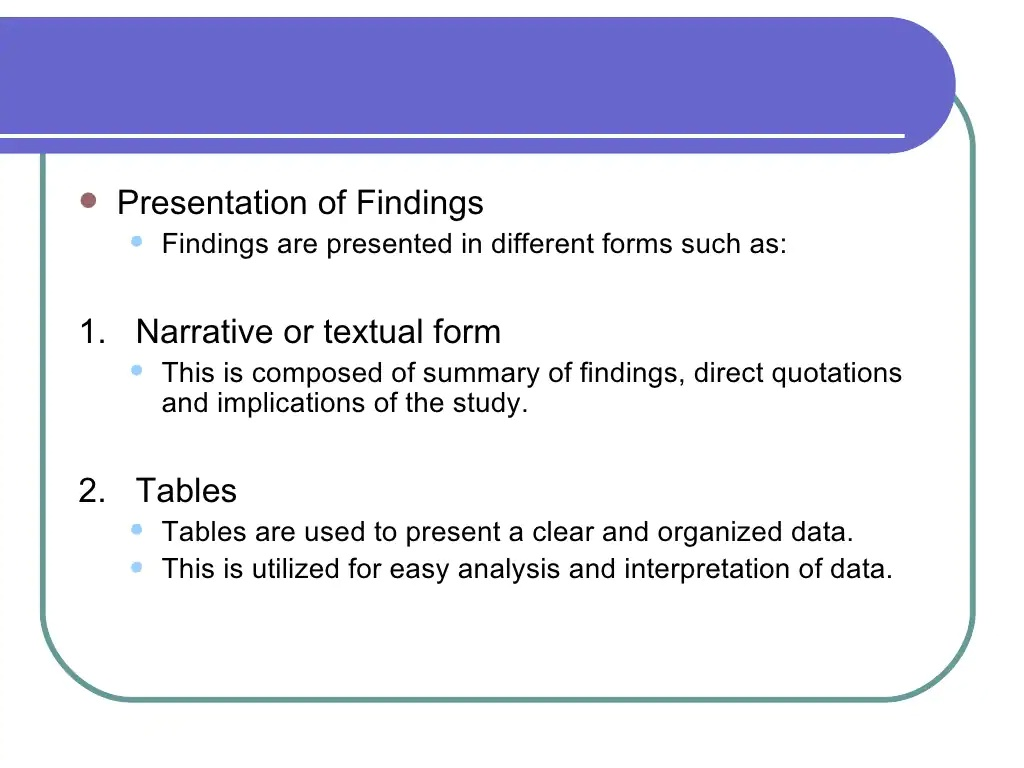 Presentation of Findings
Findings are presented in different forms such as:
1. Narrative or textual form
This is composed of summary of findings, direct quotations
and implications of the study.
2. Tables
Tables are used to present a clear and organized data.
This is utilized for easy analysis and interpretation of data.